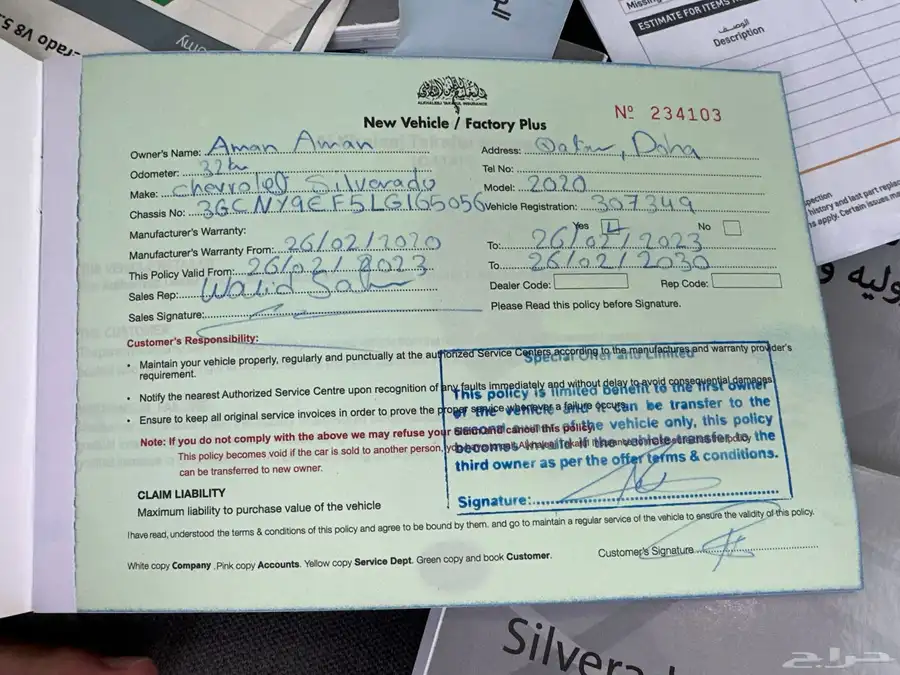 ESTIMATE FOR ITEMS
الوصف
Description
ALKHALEEJ TAKAFUL INSURANCE
New Vehicle / Factory Plus
Nº 234103
Owner's Name: Aman Aman
Address: Qatar, Doha
Odometer:
Tel No:
Make: Chevrolet Silverado
Model: 2020
Chassis No: 3GCNY9EF5LG165056
Vehicle Registration: 307349
Manufacturer's Warranty:
Yes
No
Manufacturer's Warranty From: 26/02/2020
To: 26/02/2023
This Policy Valid From: 26/02/2023
To: 26/02/2030
Sales Rep: Walid
Dealer Code:
Rep Code:
Sales Signature:
Please Read this policy before Signature.
Customer's Responsibility:
• Maintain your vehicle properly, regularly and punctually at the authorized Service Centers according to the manufactures and warranty provider's
requirement.
• Notify the nearest Authorized Service Centre upon recognition of any faults immediately and without delay to avoid consequential damages
• Ensure to keep all original service invoices in order to prove the proper service whenever a failure occurs
Note: If you do not comply with the above we may refuse your and cancel this policy
This policy becomes void if the car is sold to another person,
can be transferred to new owner.
Special Offer and Limited
This policy is limited benefit to the first owner
of the vehicle and it can be transfer to the
second owner of the vehicle only, this policy
becomes invalid if the vehicle transfer to the
third owner as per the offer terms & conditions.
Signature:
CLAIM LIABILITY
Maximum liability to purchase value of the vehicle
I have read, understood the terms & conditions of this policy and agree to be bound by them. and go to maintain a regular service of the vehicle to ensure the validity of this policy.
Customer's Signature
White copy Company .Pink copy Accounts. Yellow copy Service Dept. Green copy and book Customer.
حراج